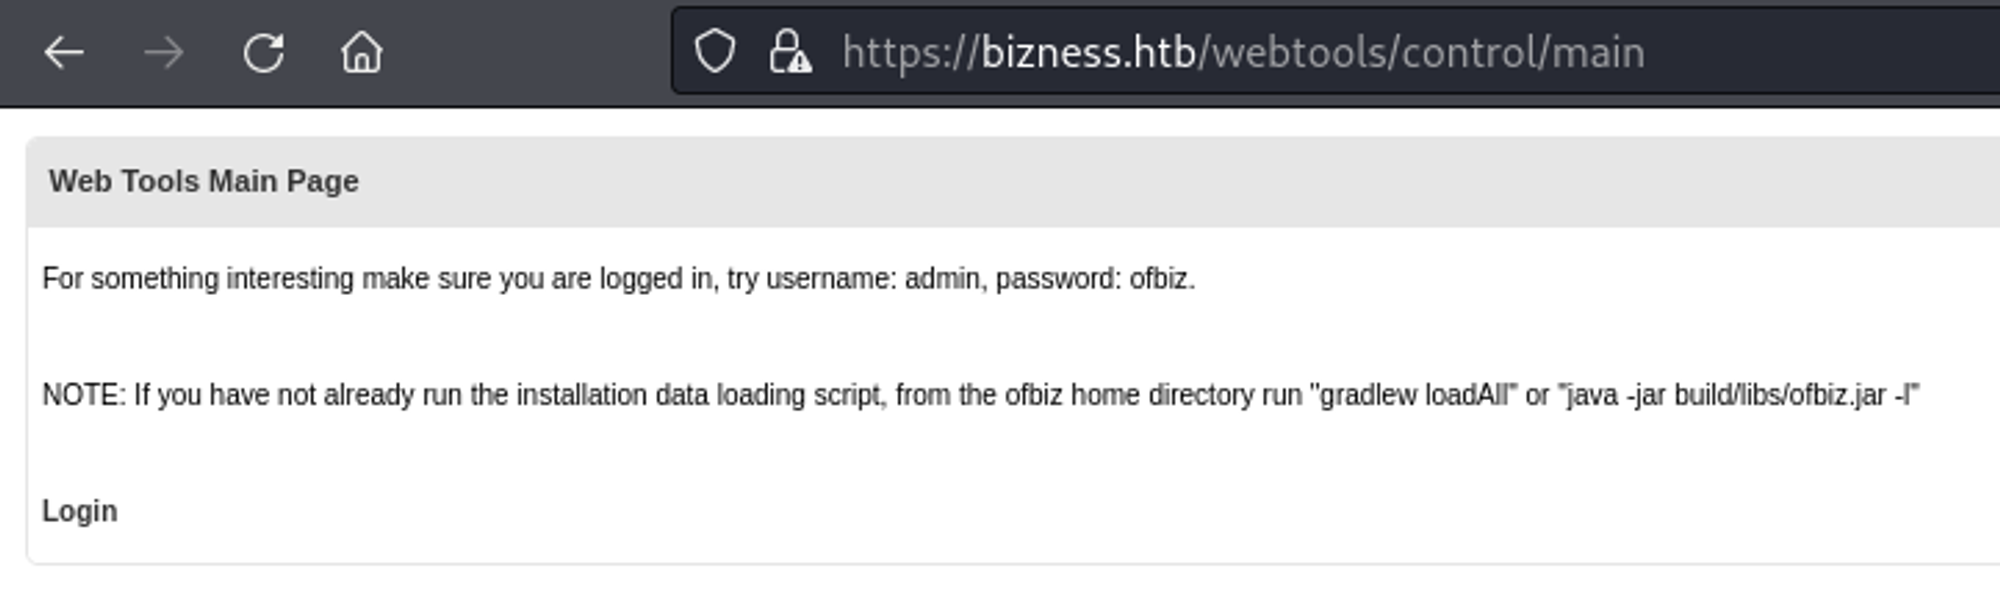 https://bizness.htb/webtools/control/main
Web Tools Main Page
For something interesting make sure you are logged in, try username: admin, password: ofbiz.
NOTE: If you have not already run the installation data loading script, from the ofbiz home directory run "gradlew loadAll" or "java -jar build/libs/ofbiz.jar -l"
Login